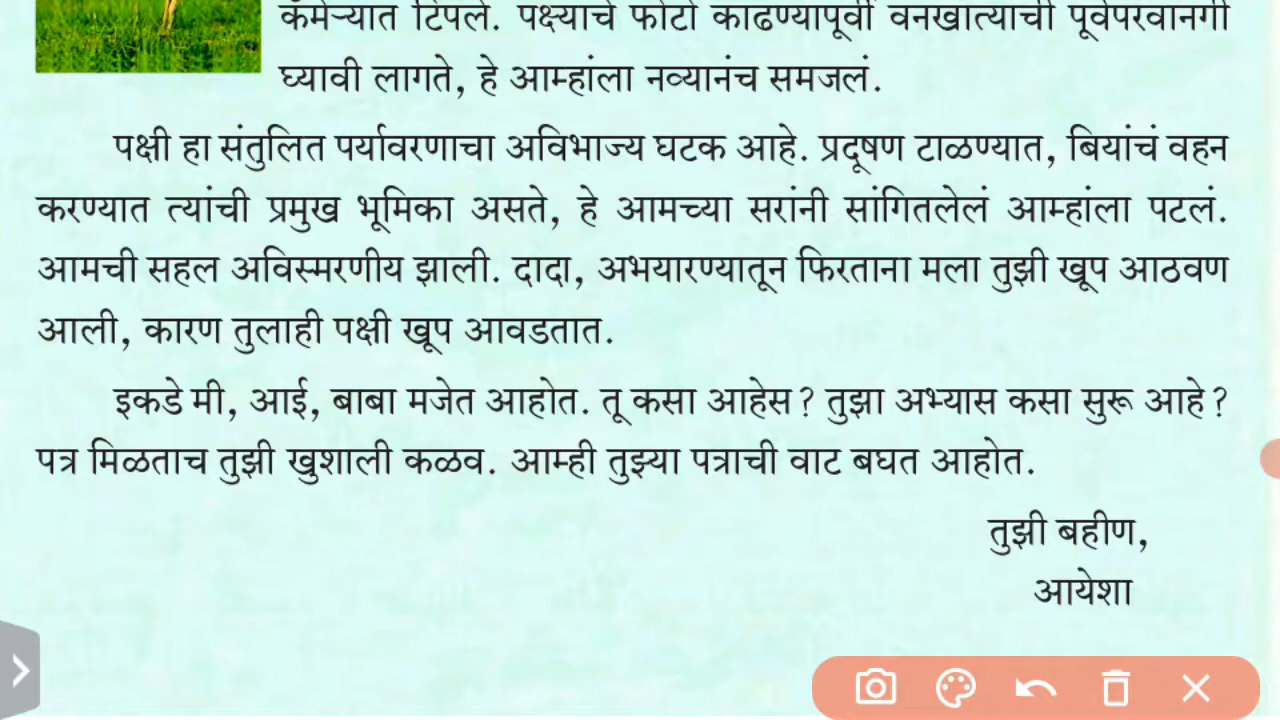 कॅमेऱ्यात टिपले. पक्ष्यांचे फोटो काढण्यापूर्वी वनखात्याची पूर्वपरवानगी
घ्यावी लागते, हे आम्हांला नव्यानंच समजलं.
पक्षी हा संतुलित पर्यावरणाचा अविभाज्य घटक आहे. प्रदूषण टाळण्यात, बियांचं वहन
करण्यात त्यांची प्रमुख भूमिका असते, हे आमच्या सरांनी सांगितलेलं आम्हांला पटलं.
आमची सहल अविस्मरणीय झाली. दादा, अभयारण्यातून फिरताना मला तुझी खूप आठवण
आली, कारण तुलाही पक्षी खूप आवडतात.
इकडे मी, आई, बाबा मजेत आहोत. तू कसा आहेस? तुझा अभ्यास कसा सुरू आहे?
पत्र मिळताच तुझी खुशाली कळव. आम्ही तुझ्या पत्राची वाट बघत आहोत.
तुझी बहीण,
आयेशा